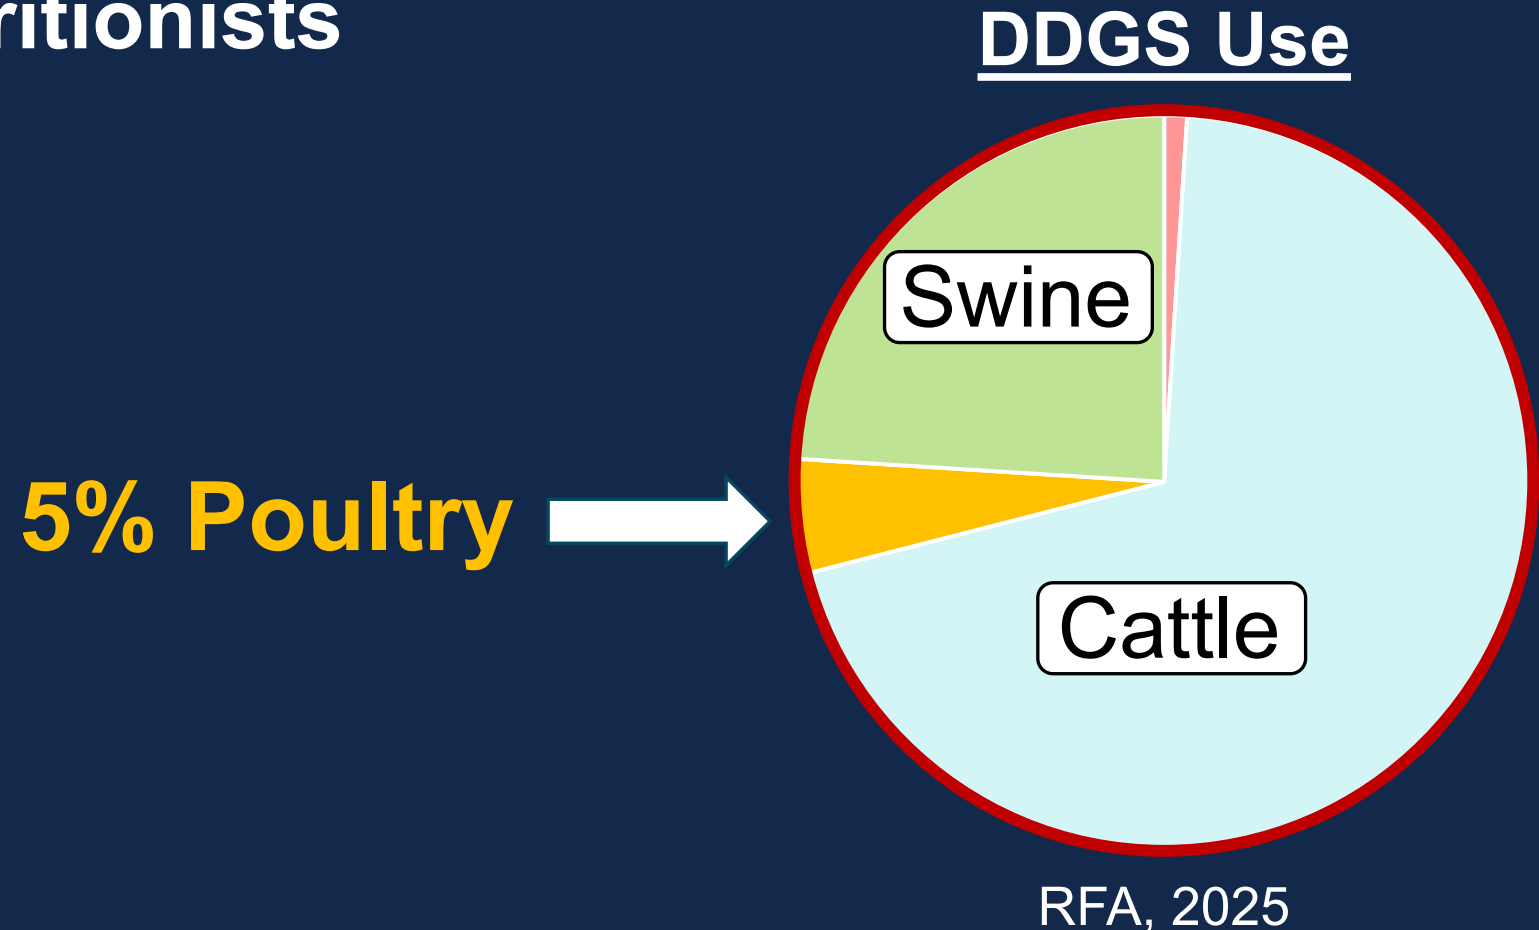 ritionists
DDGS Use
Swine
5% Poultry
Cattle
RFA, 2025